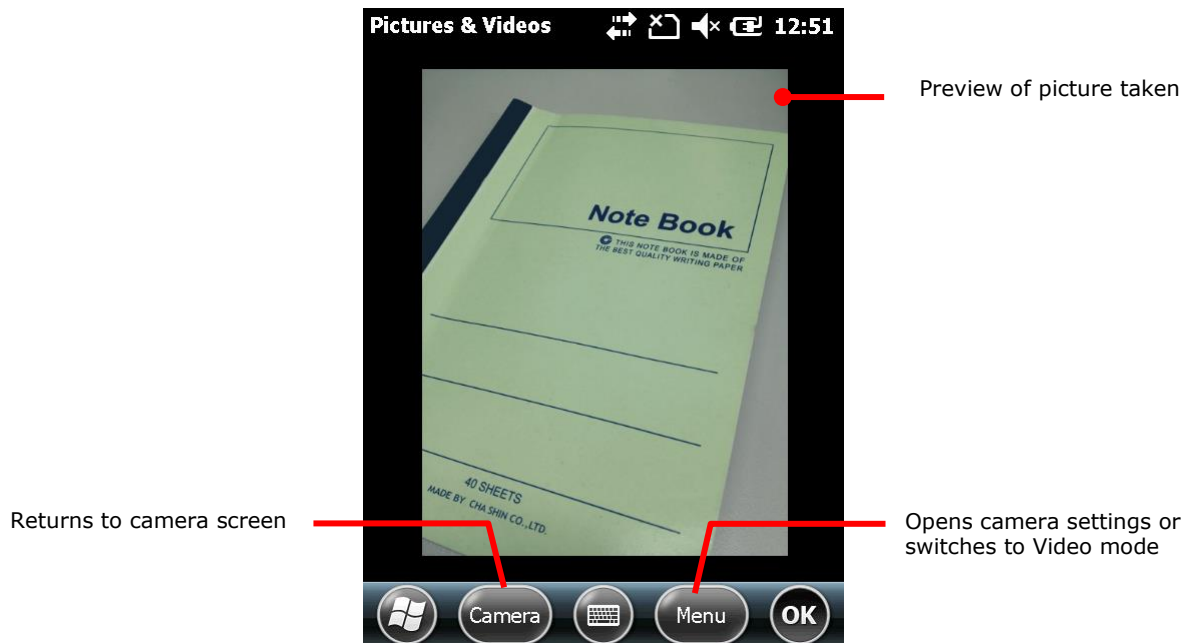 Pictures & Videos 12:51
Preview of picture taken
Note Book
THIS NOTE BOOK IS MADE OF
THE BEST QUALITY WRITING PAPER
40 SHEETS
MADE BY CHA SHIN CO.,LTD.
Returns to camera screen
Opens camera settings or
switches to Video mode
Camera
Menu
OK